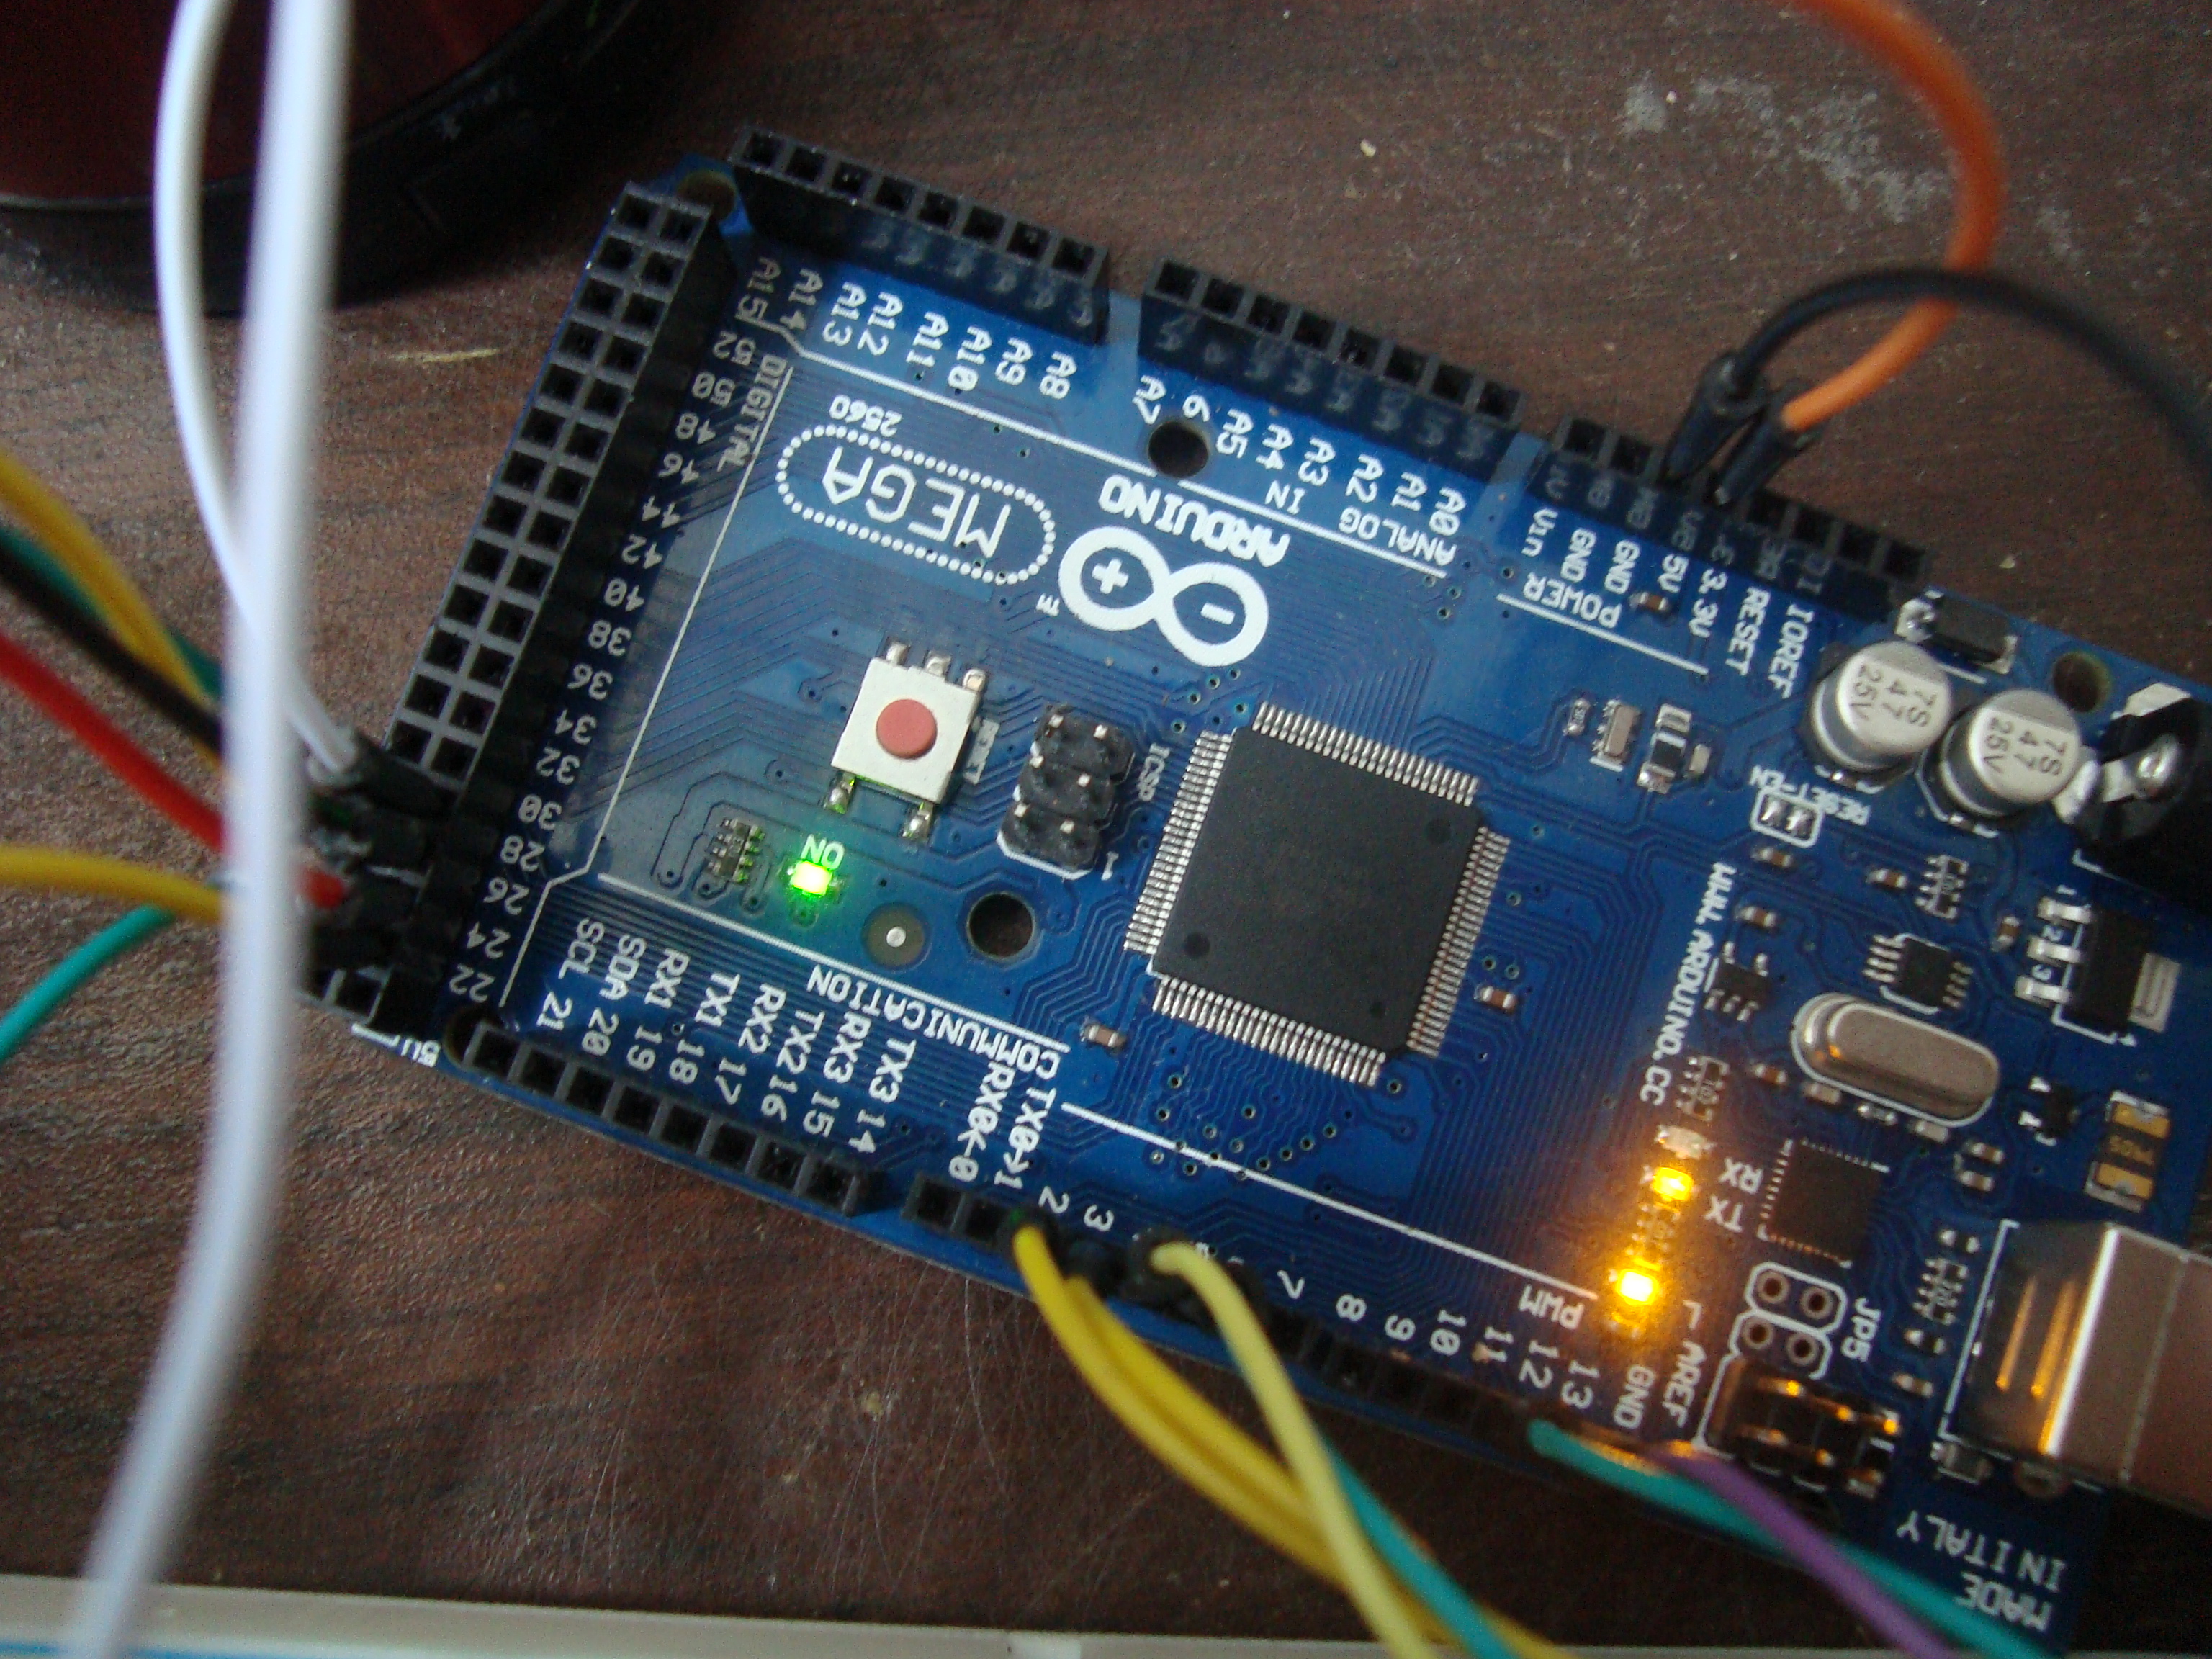 MADE
IN ITALY
ARDUINO
MEGA
2560
TM
DIGITAL
52
50
48
46
44
42
40
38
36
34
32
30
28
26
24
22
A15
A14
A13
A12
A11
A10
A9
A8
A7
6
A5
A4
A3
A2
A1
A0
ANALOG IN
POWER
Vin
GND
GND
5V
3.3V
RESET
IOREF
RESET-EN
7S
47
25V
7S
47
25V
ICSP
1
ON
WWW.ARDUINO.CC
COMMUNICATION
SCL 21
SDA 20
RX1 19
TX1 18
RX2 17
TX2 16
RX3 15
TX3 14
RX0<-0
TX0>1
2
3
7
8
9
10
11
12
13
GND
AREF
PWM
L
TX
RX
JP5